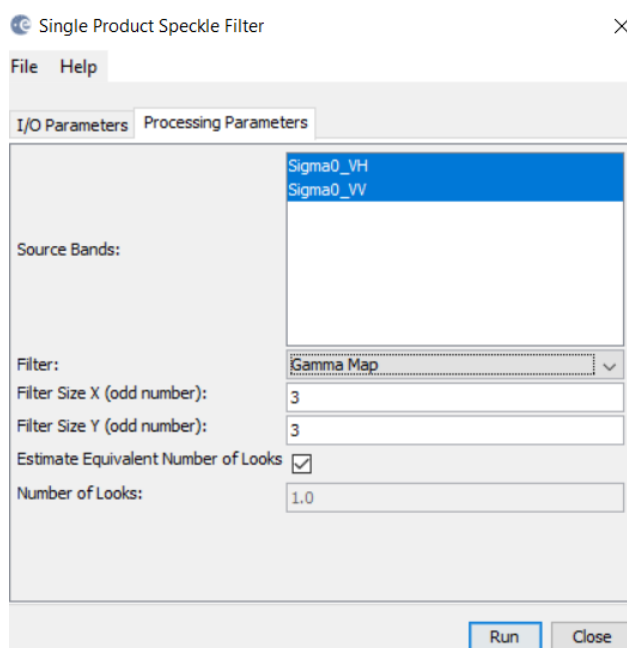 Single Product Speckle Filter
File Help
I/O Parameters Processing Parameters
Sigma0_VH
Sigma0_VV
Source Bands:
Filter: Gamma Map
Filter Size X (odd number): 3
Filter Size Y (odd number): 3
Estimate Equivalent Number of Looks
Number of Looks: 1.0
Run Close